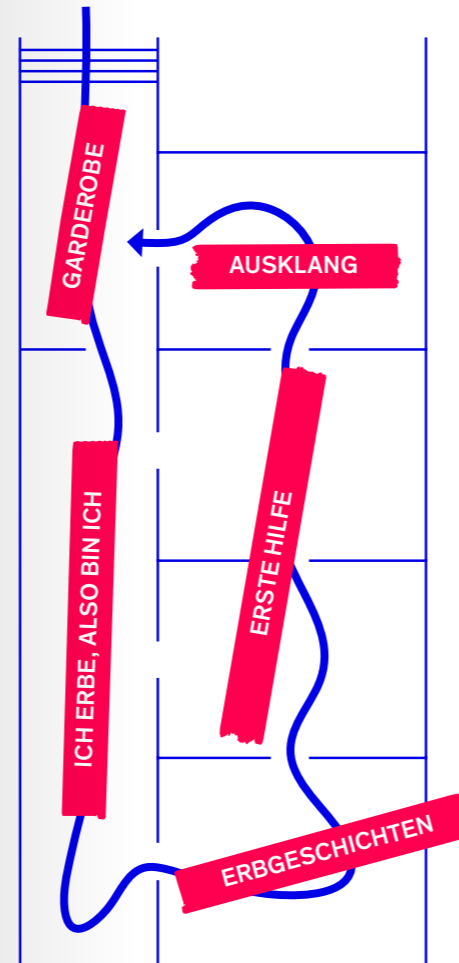 GARDEROBE
ICH ERBE, ALSO BIN ICH
ERBGESCHICHTEN
ERSTE HILFE
AUSKLANG